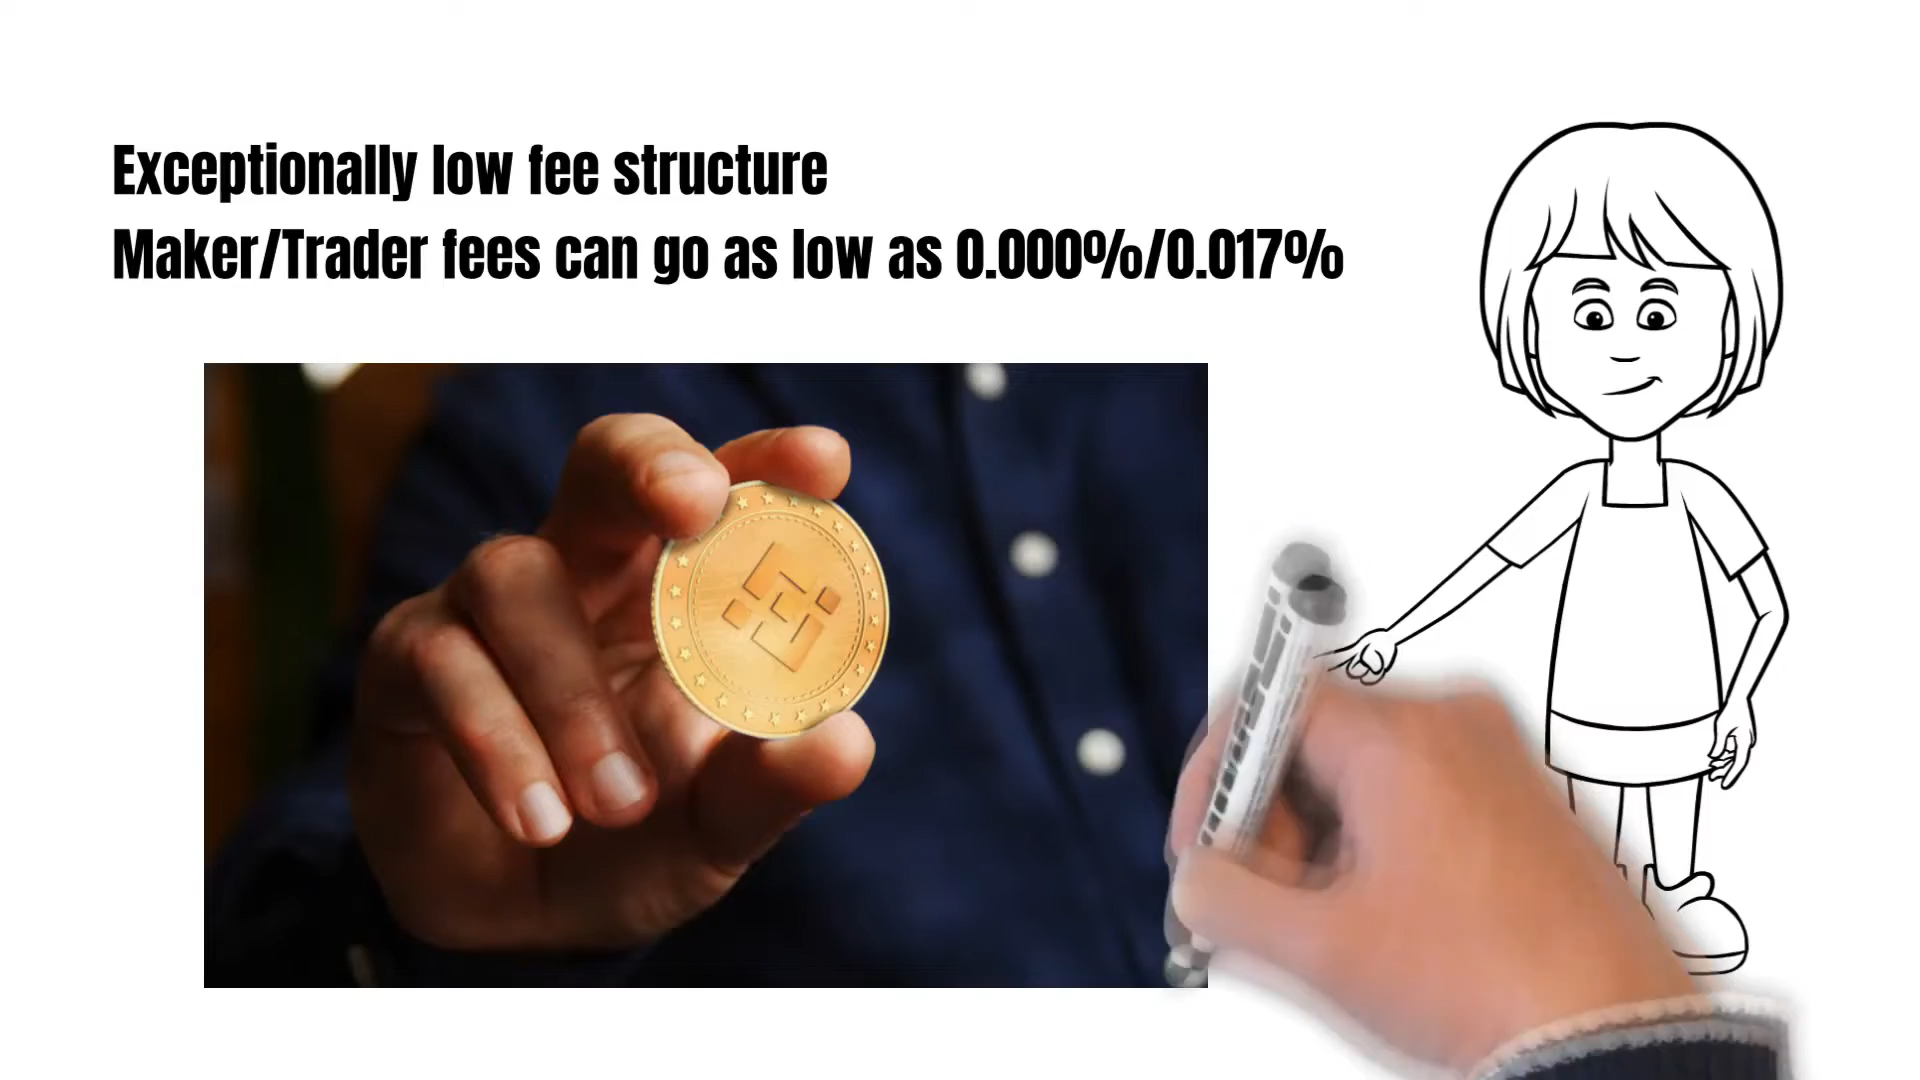 Exceptionally low fee structure
Maker/Trader fees can go as low as 0.000%/0.017%